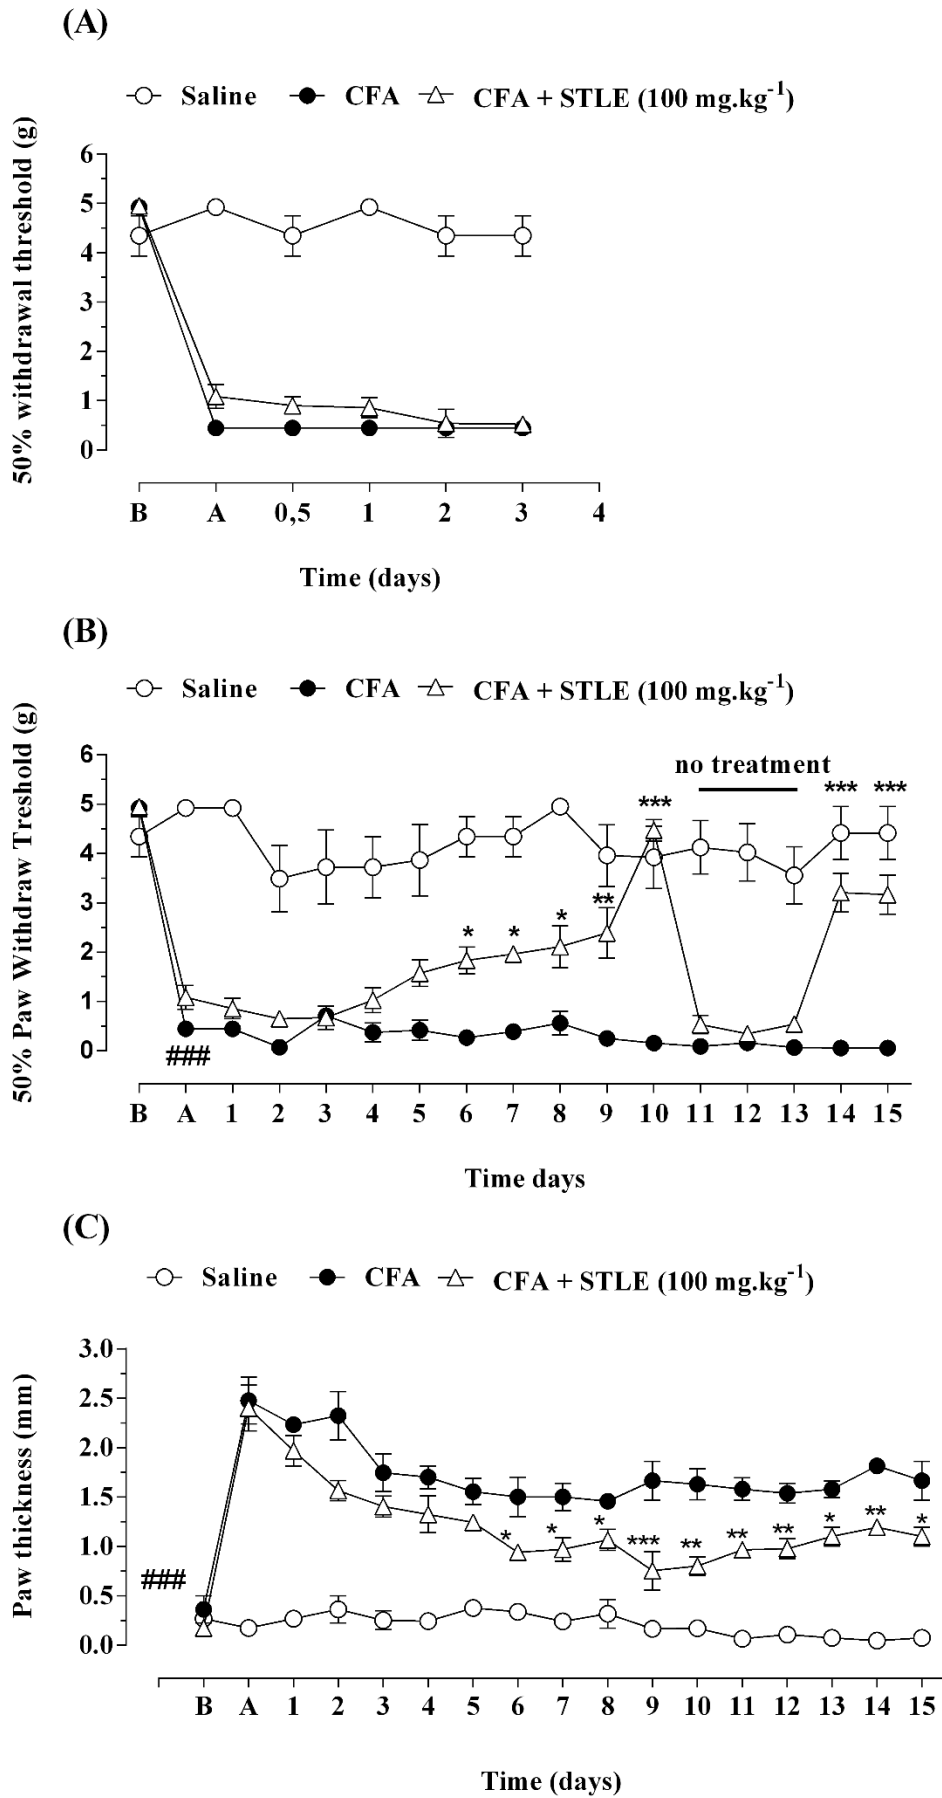 (A)
Saline CFA CFA + STLE (100 mg.kg-1)
50% withdrawal threshold (g)
6
5
4
3
2
1
0
B A 0,5 1 2 3 4
Time (days)
(B)
Saline CFA CFA + STLE (100 mg.kg-1)
50% Paw Withdraw Treshold (g)
6
5
4
3
2
1
0
no treatment
*** *** ***
* * * **
###
B A 1 2 3 4 5 6 7 8 9 10 11 12 13 14 15
Time days
(C)
Saline CFA CFA + STLE (100 mg.kg-1)
Paw thickness (mm)
3.0
2.5
2.0
1.5
1.0
0.5
0.0
* * * *** ** ** ** * ** *
###
B A 1 2 3 4 5 6 7 8 9 10 11 12 13 14 15
Time (days)